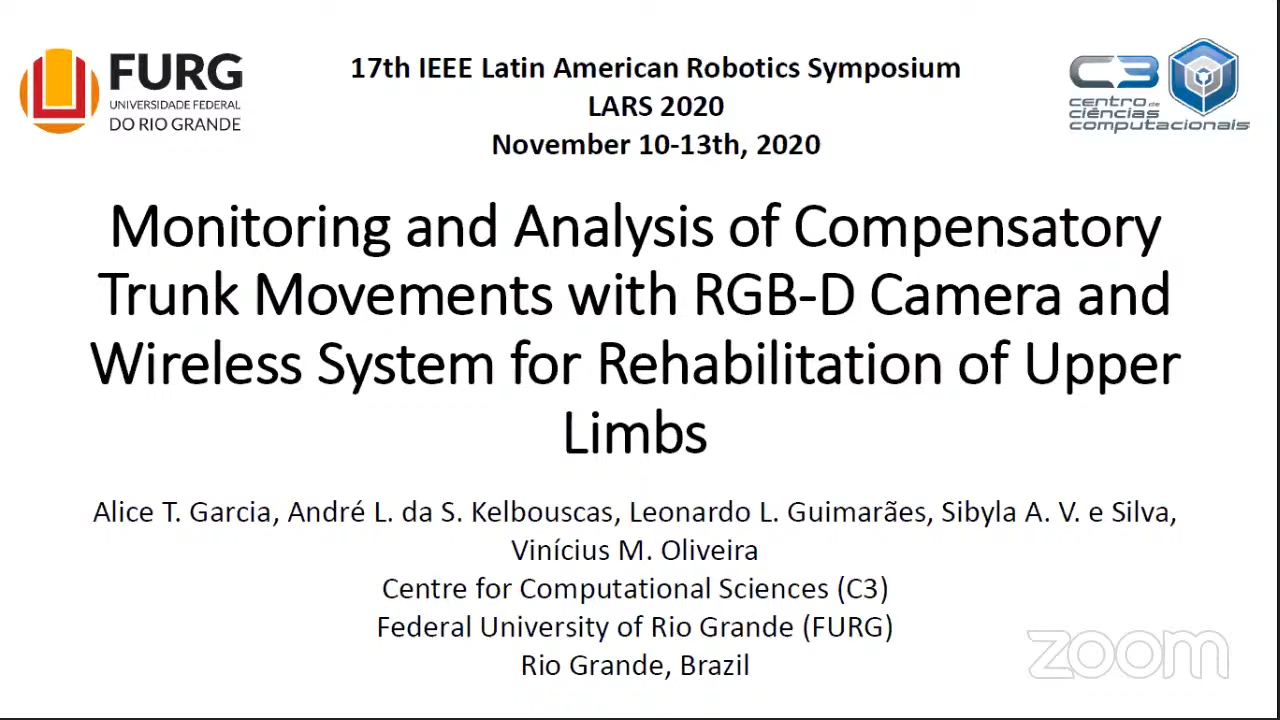 FURG
UNIVERSIDADE FEDERAL
DO RIO GRANDE
17th IEEE Latin American Robotics Symposium
LARS 2020
November 10-13th, 2020
C3
centro de
ciências
computacionais
Monitoring and Analysis of Compensatory
Trunk Movements with RGB-D Camera and
Wireless System for Rehabilitation of Upper
Limbs
Alice T. Garcia, André L. da S. Kelbouscas, Leonardo L. Guimarães, Sibyla A. V. e Silva,
Vinícius M. Oliveira
Centre for Computational Sciences (C3)
Federal University of Rio Grande (FURG)
Rio Grande, Brazil
zoom